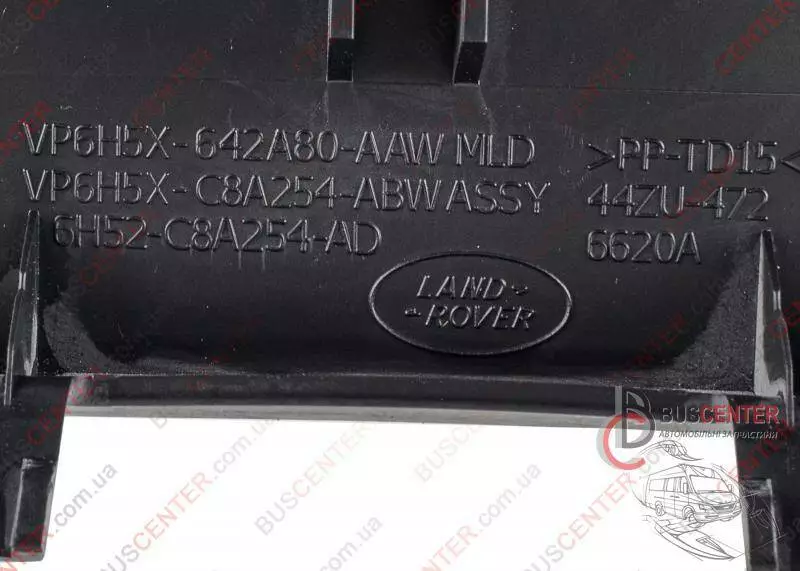 VP6H5X-642A80-AAW MLD
VP6H5X-C8A254-ABW ASSY
6H52-C8A254-AD
>PP-TD15<
44ZU-472
6620A
LAND
ROVER
BUSCENTER
АВТОМОБІЛЬНІ ЗАПЧАСТИНИ
BUSCENTER.com.ua